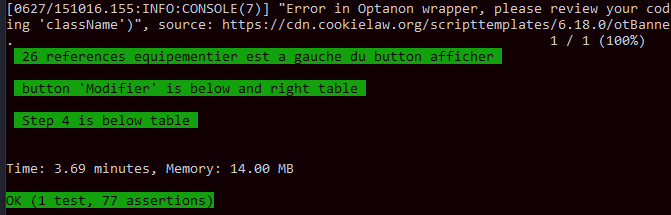 [0627/151016.155:INFO:CONSOLE(7)] "Error in Optanon wrapper, please review your cod
ing 'className')", source: https://cdn.cookielaw.org/scripttemplates/6.18.0/otBanne
. 1 / 1 (100%)
26 references equipementier est a gauche du button afficher
button 'Modifier' is below and right table
Step 4 is below table
Time: 3.69 minutes, Memory: 14.00 MB
OK (1 test, 77 assertions)